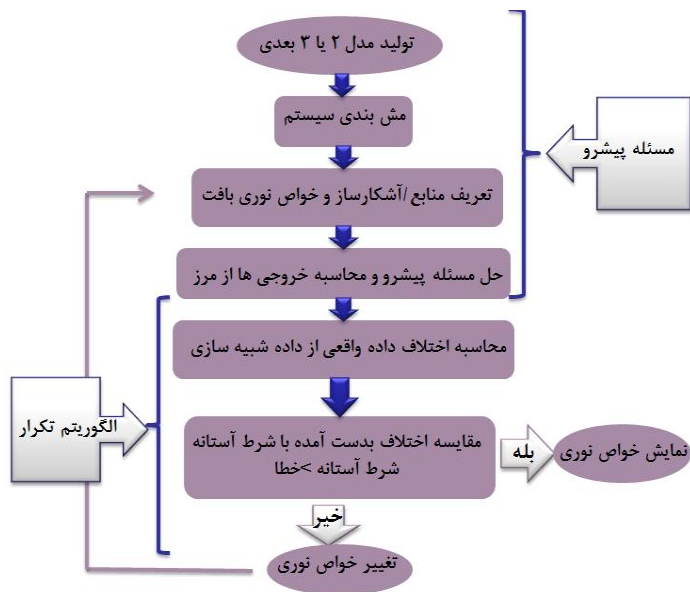 تولید مدل ۲ یا ۳ بعدی
مش بندی سیستم
مسئله پیشرو
تعریف منابع /آشکارساز و خواص نوری بافت
حل مسئله پیشرو و محاسبه خروجی ها از مرز
محاسبه اختلاف داده واقعی از داده شبیه سازی
الگوریتم تکرار
مقایسه اختلاف بدست آمده با شرط آستانه
شرط آستانه >خطا
بله
نمایش خواص نوری
خیر
تغییر خواص نوری